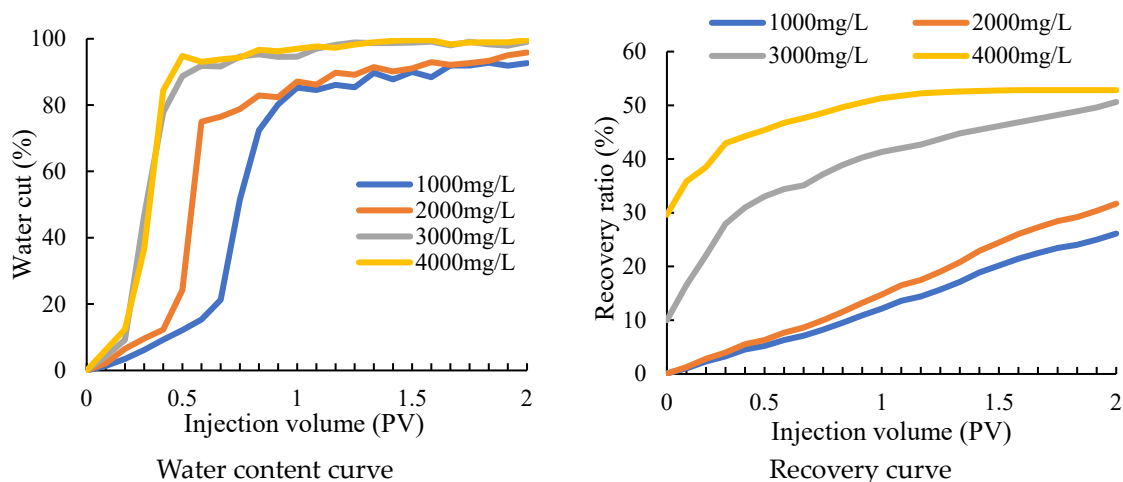 100
80
60
40
20
0
Water cut (%)
1000mg/L
2000mg/L
3000mg/L
4000mg/L
0 0.5 1 1.5 2
Injection volume (PV)
Water content curve
1000mg/L 2000mg/L
3000mg/L 4000mg/L
60
50
40
30
20
10
0
Recovery ratio (%)
0 0.5 1 1.5 2
Injection volume (PV)
Recovery curve